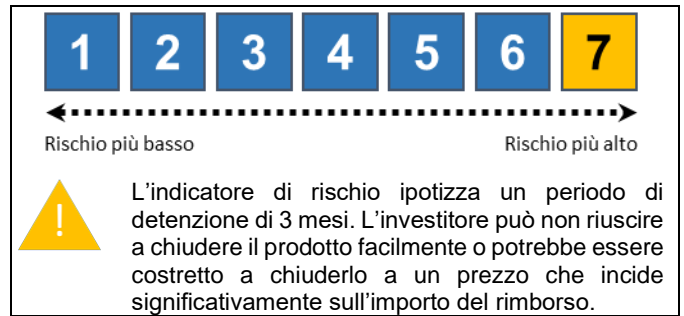 1 2 3 4 5 6 7
Rischio più basso Rischio più alto
!
L'indicatore di rischio ipotizza un periodo di
detenzione di 3 mesi. L'investitore può non riuscire
a chiudere il prodotto facilmente o potrebbe essere
costretto a chiuderlo a un prezzo che incide
significativamente sull'importo del rimborso.